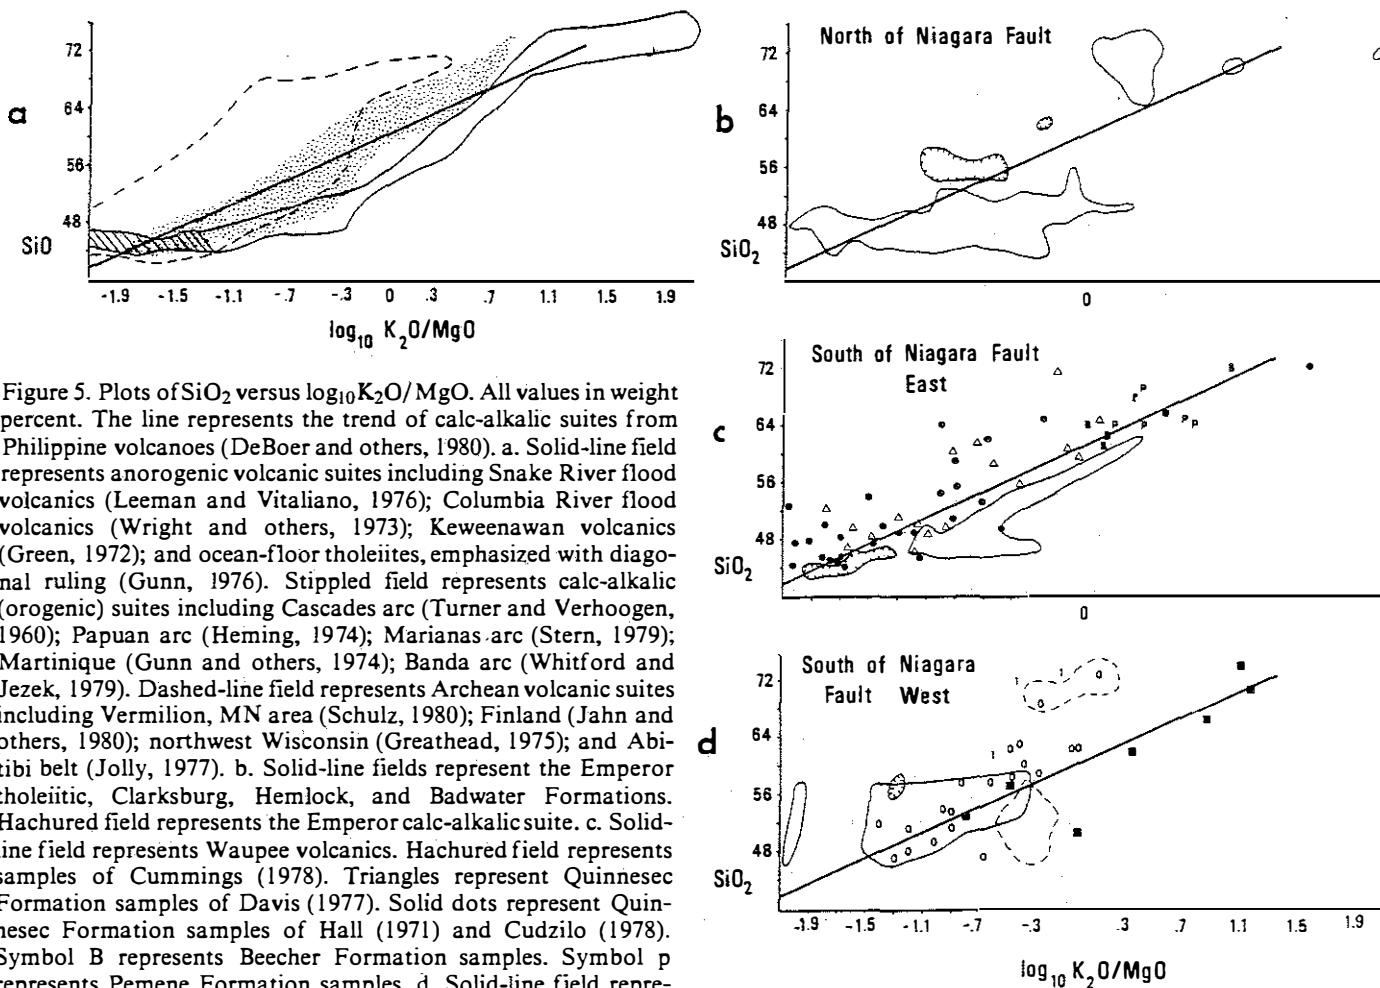 a
72
64
56
48
SiO
-1.9 -1.5 -1.1 -.7 -.3 0 .3 .7 1.1 1.5 1.9
log10 K2O/MgO
North of Niagara Fault
b
72
64
56
48
SiO2
0
South of Niagara Fault
East
c
72
64
56
48
SiO2
0
South of Niagara
Fault West
d
72
64
56
48
SiO2
-1.9 -1.5 -1.1 -.7 .3 .7 1.1 1.5 1.9
log10 K2O/MgO
Figure 5. Plots of SiO2 versus log10K2O/MgO. All values in weight
percent. The line represents the trend of calc-alkalic suites from
Philippine volcanoes (DeBoer and others, 1980). a. Solid-line field
represents anorogenic volcanic suites including Snake River flood
volcanics (Leeman and Vitaliano, 1976); Columbia River flood
volcanics (Wright and others, 1973); Keweenawan volcanics
(Green, 1972); and ocean-floor tholeiites, emphasized with diago-
nal ruling (Gunn, 1976). Stippled field represents calc-alkalic
(orogenic) suites including Cascades arc (Turner and Verhoogen,
1960); Papuan arc (Heming, 1974); Marianas arc (Stern, 1979);
Martinique (Gunn and others, 1974); Banda arc (Whitford and
Jezek, 1979). Dashed-line field represents Archean volcanic suites
including Vermilion, MN area (Schulz, 1980); Finland (Jahn and
others, 1980); northwest Wisconsin (Greathead, 1975); and Abi-
tibi belt (Jolly, 1977). b. Solid-line fields represent the Emperor
tholeiitic, Clarksburg, Hemlock, and Badwater Formations.
Hachured field represents the Emperor calc-alkalic suite. c. Solid-
line field represents Waupee volcanics. Hachured field represents
samples of Cummings (1978). Triangles represent Quinnesec
Formation samples of Davis (1977). Solid dots represent Quin-
nesec Formation samples of Hall (1971) and Cudzilo (1978).
Symbol B represents Beecher Formation samples. Symbol p
represents Pemene Formation samples. d. Solid-line field repre-